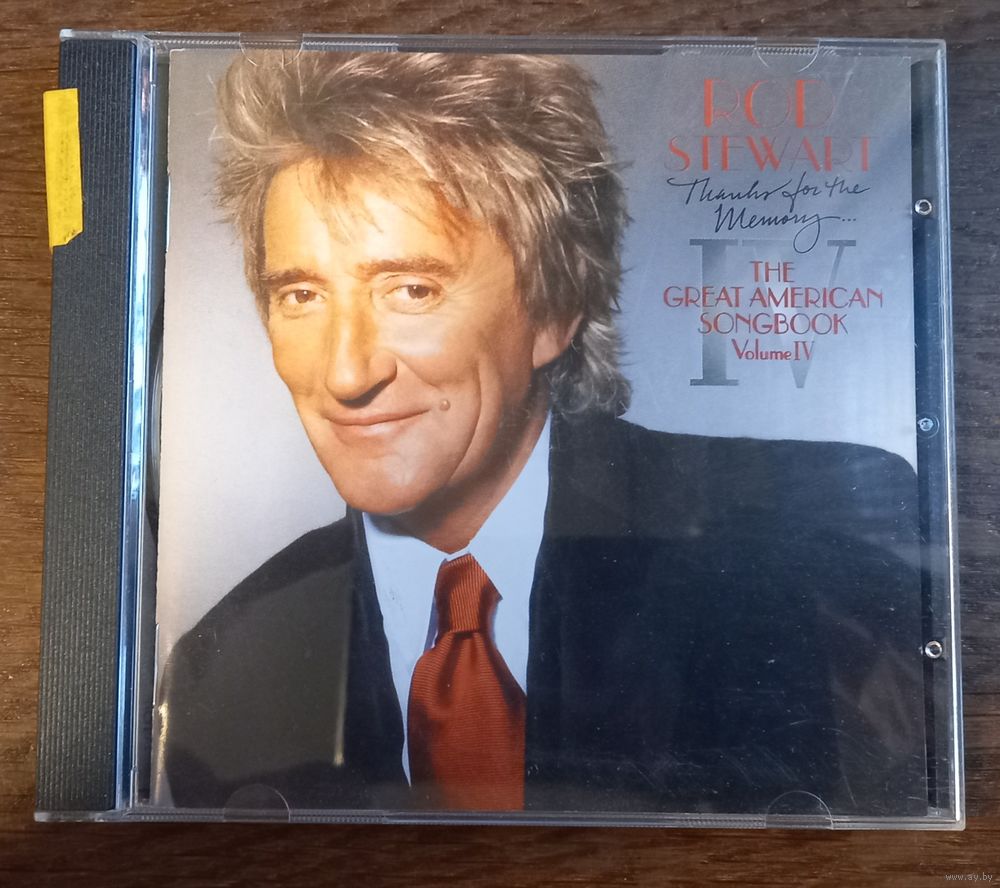 ROD
STEWART
Thanks for the
Memory...
IV
THE
GREAT AMERICAN
SONGBOOK
Volume IV
www.ay.by